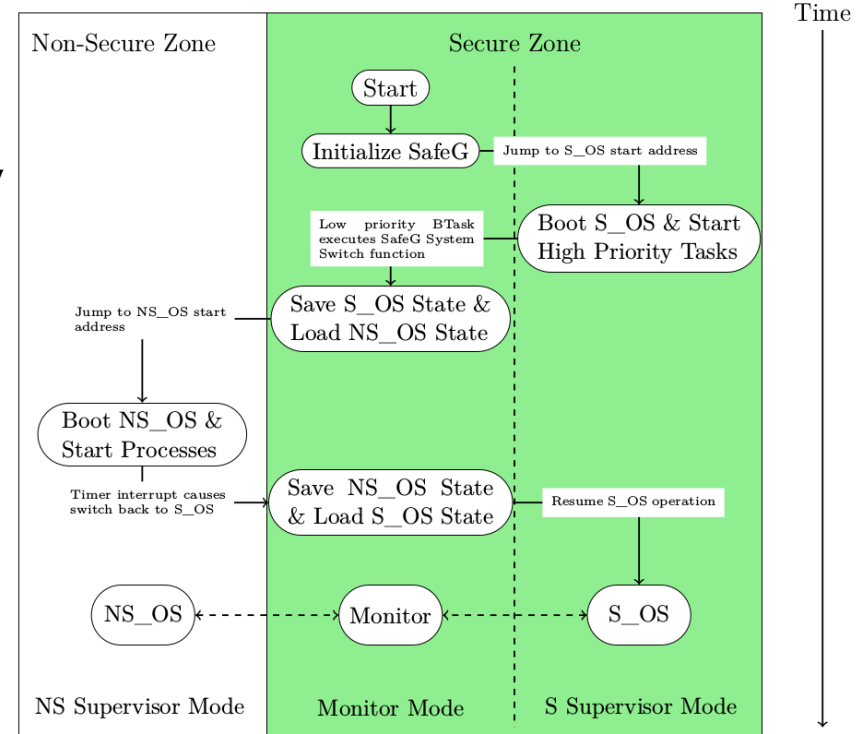 Time
Non-Secure Zone
Secure Zone
Start
Initialize SafeG
Jump to S_OS start address
Boot S_OS & Start
High Priority Tasks
Low priority BTask
executes SafeG System
Switch function
Save S_OS State &
Load NS_OS State
Jump to NS_OS start
address
Boot NS_OS &
Start Processes
Timer interrupt causes
switch back to S_OS
Save NS_OS State
& Load S_OS State
Resume S_OS operation
NS_OS
Monitor
S_OS
NS Supervisor Mode
Monitor Mode
S Supervisor Mode